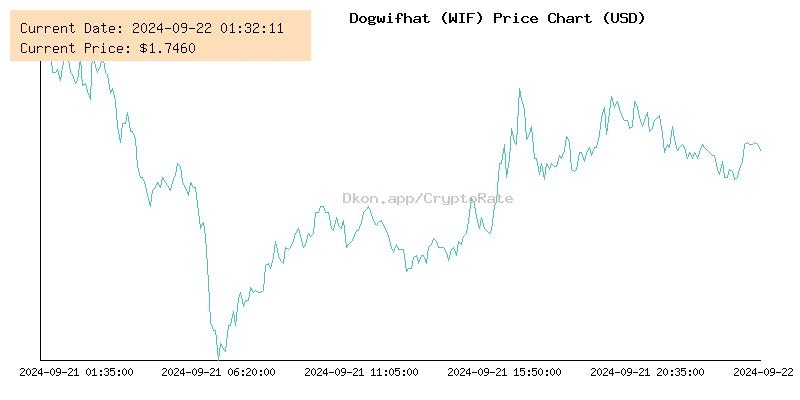 Dogwifhat (WIF) Price Chart (USD)
Current Date: 2024-09-22 01:32:11
Current Price: $1.7460
Dkon.app/CryptoRate
2024-09-21 01:35:00 2024-09-21 06:20:00 2024-09-21 11:05:00 2024-09-21 15:50:00 2024-09-21 20:35:00 2024-09-22